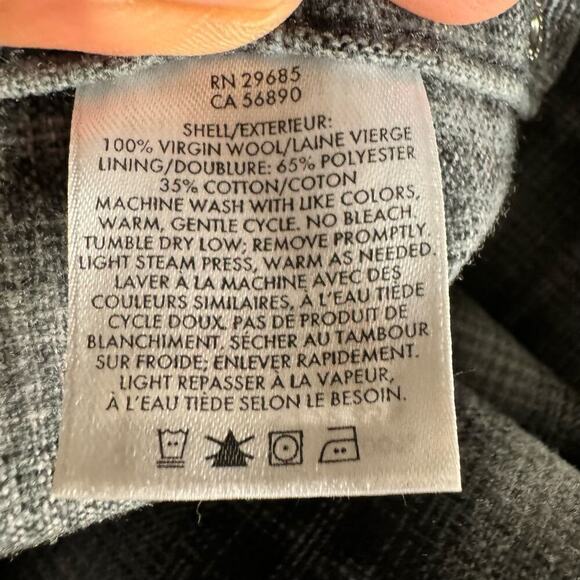 RN 29685
CA 56890
SHELL/EXTERIEUR:
100% VIRGIN WOOL/LAINE VIERGE
LINING/DOUBLURE: 65% POLYESTER
35% COTTON/COTON
MACHINE WASH WITH LIKE COLORS,
WARM, GENTLE CYCLE. NO BLEACH.
TUMBLE DRY LOW; REMOVE PROMPTLY.
LIGHT STEAM PRESS, WARM AS NEEDED.
LAVER À LA MACHINE AVEC DES
COULEURS SIMILAIRES, À L'EAU TIÈDE
CYCLE DOUX. PAS DE PRODUIT DE
BLANCHIMENT. SÉCHER AU TAMBOUR
SUR FROIDE; ENLEVER RAPIDEMENT.
LIGHT REPASSER À LA VAPEUR,
À L'EAU TIÈDE SELON LE BESOIN.